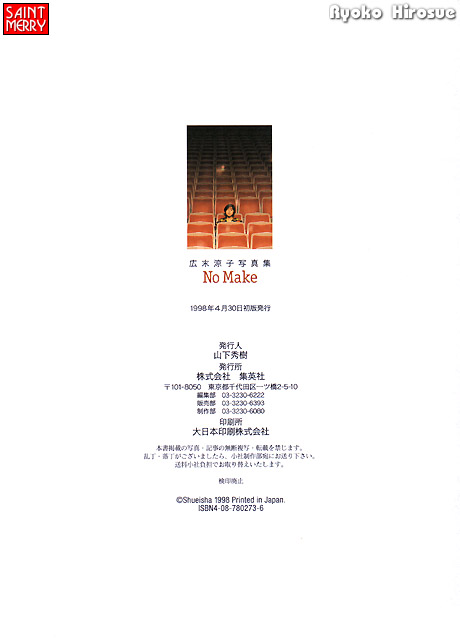 SAINT
MERRY
Ryoko Hirosue
広末涼子写真集
No Make
1998年4月30日初版発行
発行人
山下秀樹
発行所
株式会社 集英社
〒101-8050 東京都千代田区一ツ橋2-5-10
編集部 03-3230-6222
販売部 03-3230-6393
制作部 03-3230-6080
印刷所
大日本印刷株式会社
本書掲載の写真・記事の無断複写・転載を禁じます。
乱丁・落丁がございましたら、小社制作部宛にお送り下さい。
送料小社負担でお取り替えいたします。
検印廃止
©Shueisha 1998 Printed in Japan.
ISBN4-08-780273-6